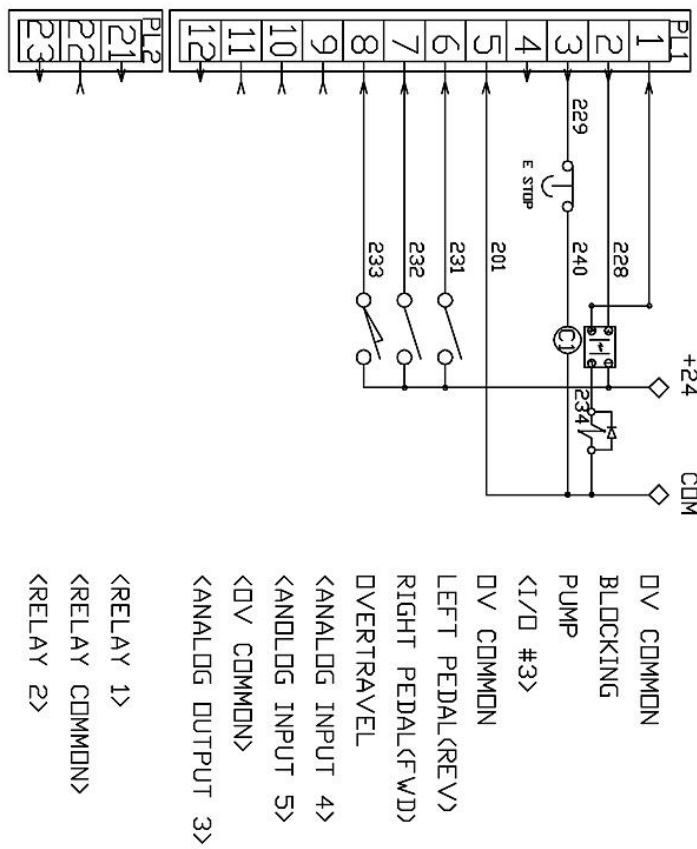 PL1 +24 COM
1 0V COMMON
2 228 BLOCKING
234
3 229 E STOP 240 C1 PUMP
4 <I/O #3>
5 201 0V COMMON
6 231 LEFT PEDAL(REV)
7 232 RIGHT PEDAL(FWD)
8 233 OVERTRAVEL
9 <ANALOG INPUT 4>
10 <ANOLOG INPUT 5>
11 <0V COMMON>
12 <ANALOG OUTPUT 3>
PL2
21 <RELAY 1>
22 <RELAY COMMON>
23 <RELAY 2>